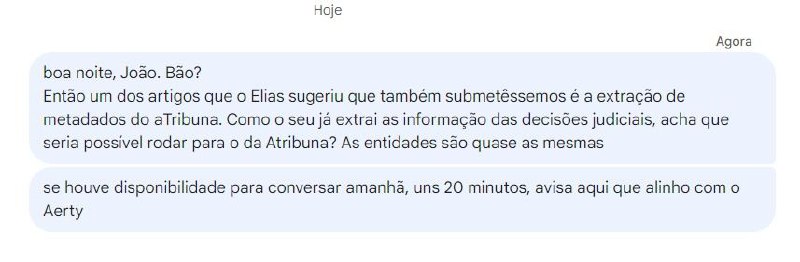 Hoje
Agora
boa noite, João. Bão?
Então um dos artigos que o Elias sugeriu que também submetêssemos é a extração de
metadados do aTribuna. Como o seu já extrai as informação das decisões judiciais, acha que
seria possível rodar para o da Atribuna? As entidades são quase as mesmas
se houve disponibilidade para conversar amanhã, uns 20 minutos, avisa aqui que alinho com o
Aerty